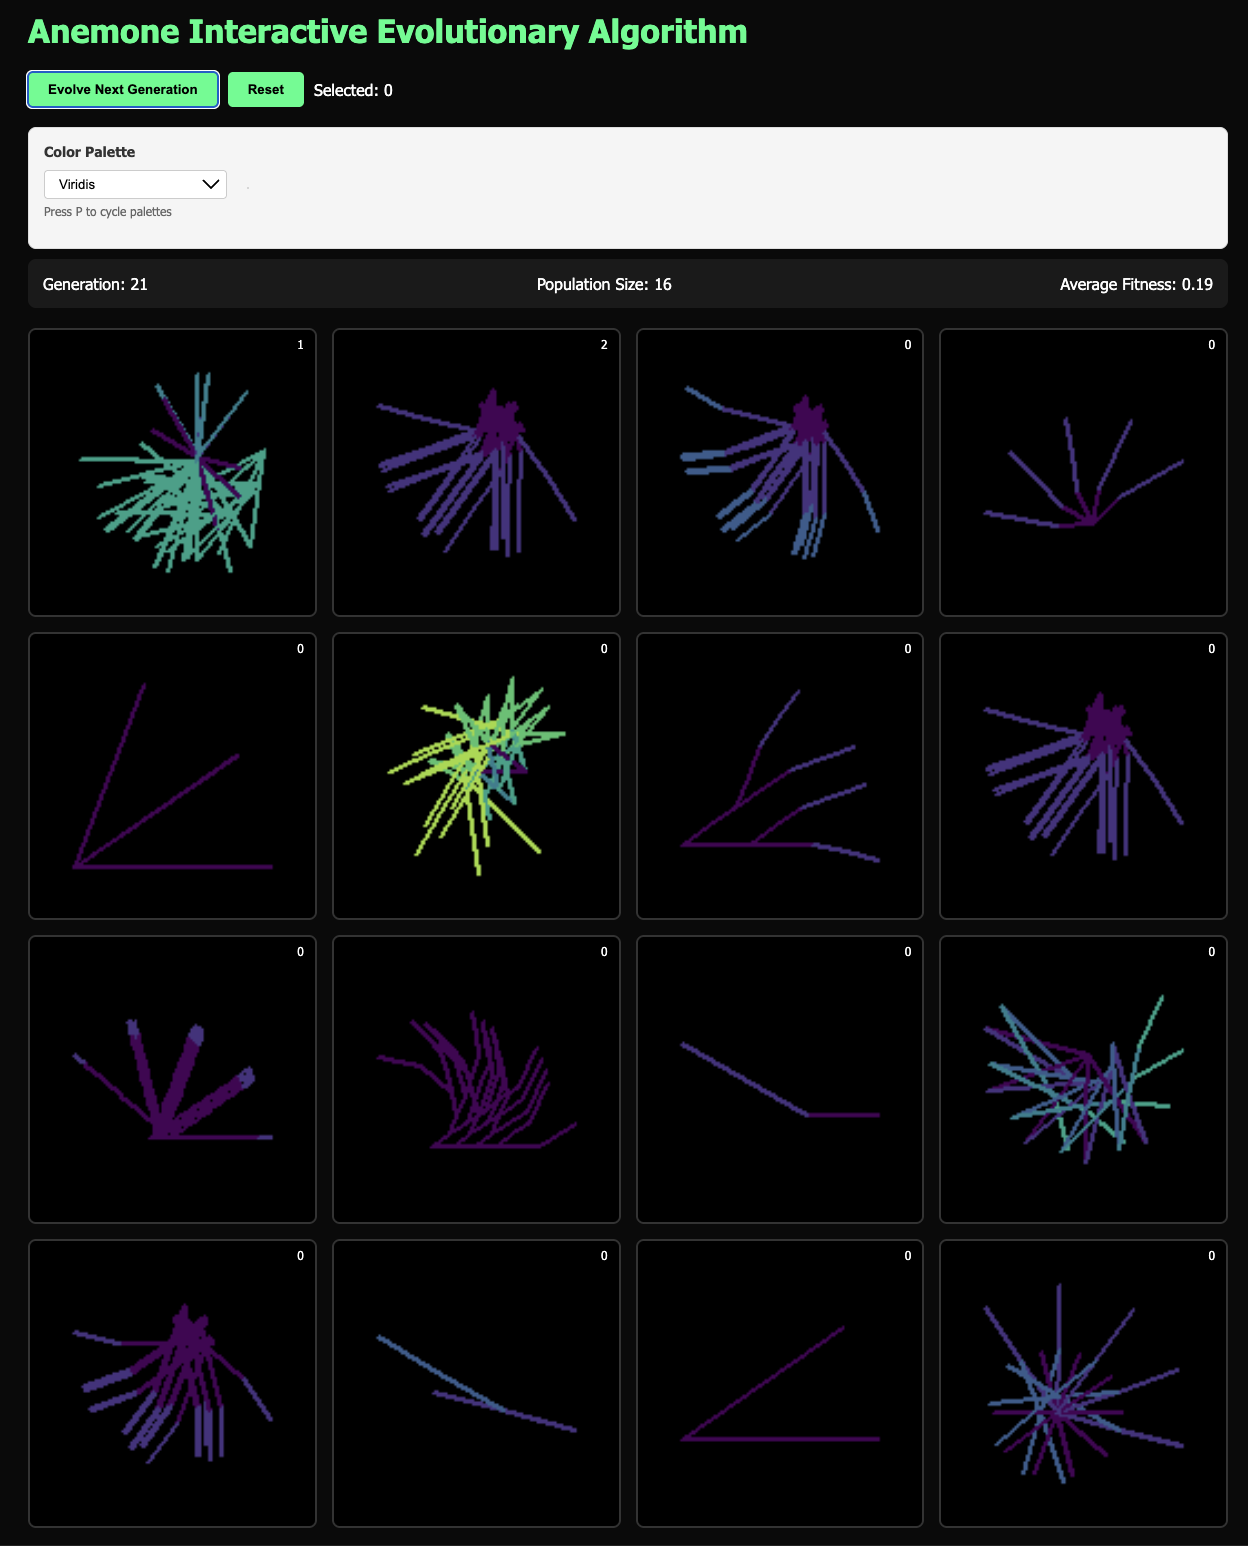 Anemone Interactive Evolutionary Algorithm
Evolve Next Generation Reset Selected: 0
Color Palette
Viridis
Press P to cycle palettes
Generation: 21 Population Size: 16 Average Fitness: 0.19
1 2 0 0
0 0 0 0
0 0 0 0
0 0 0 0